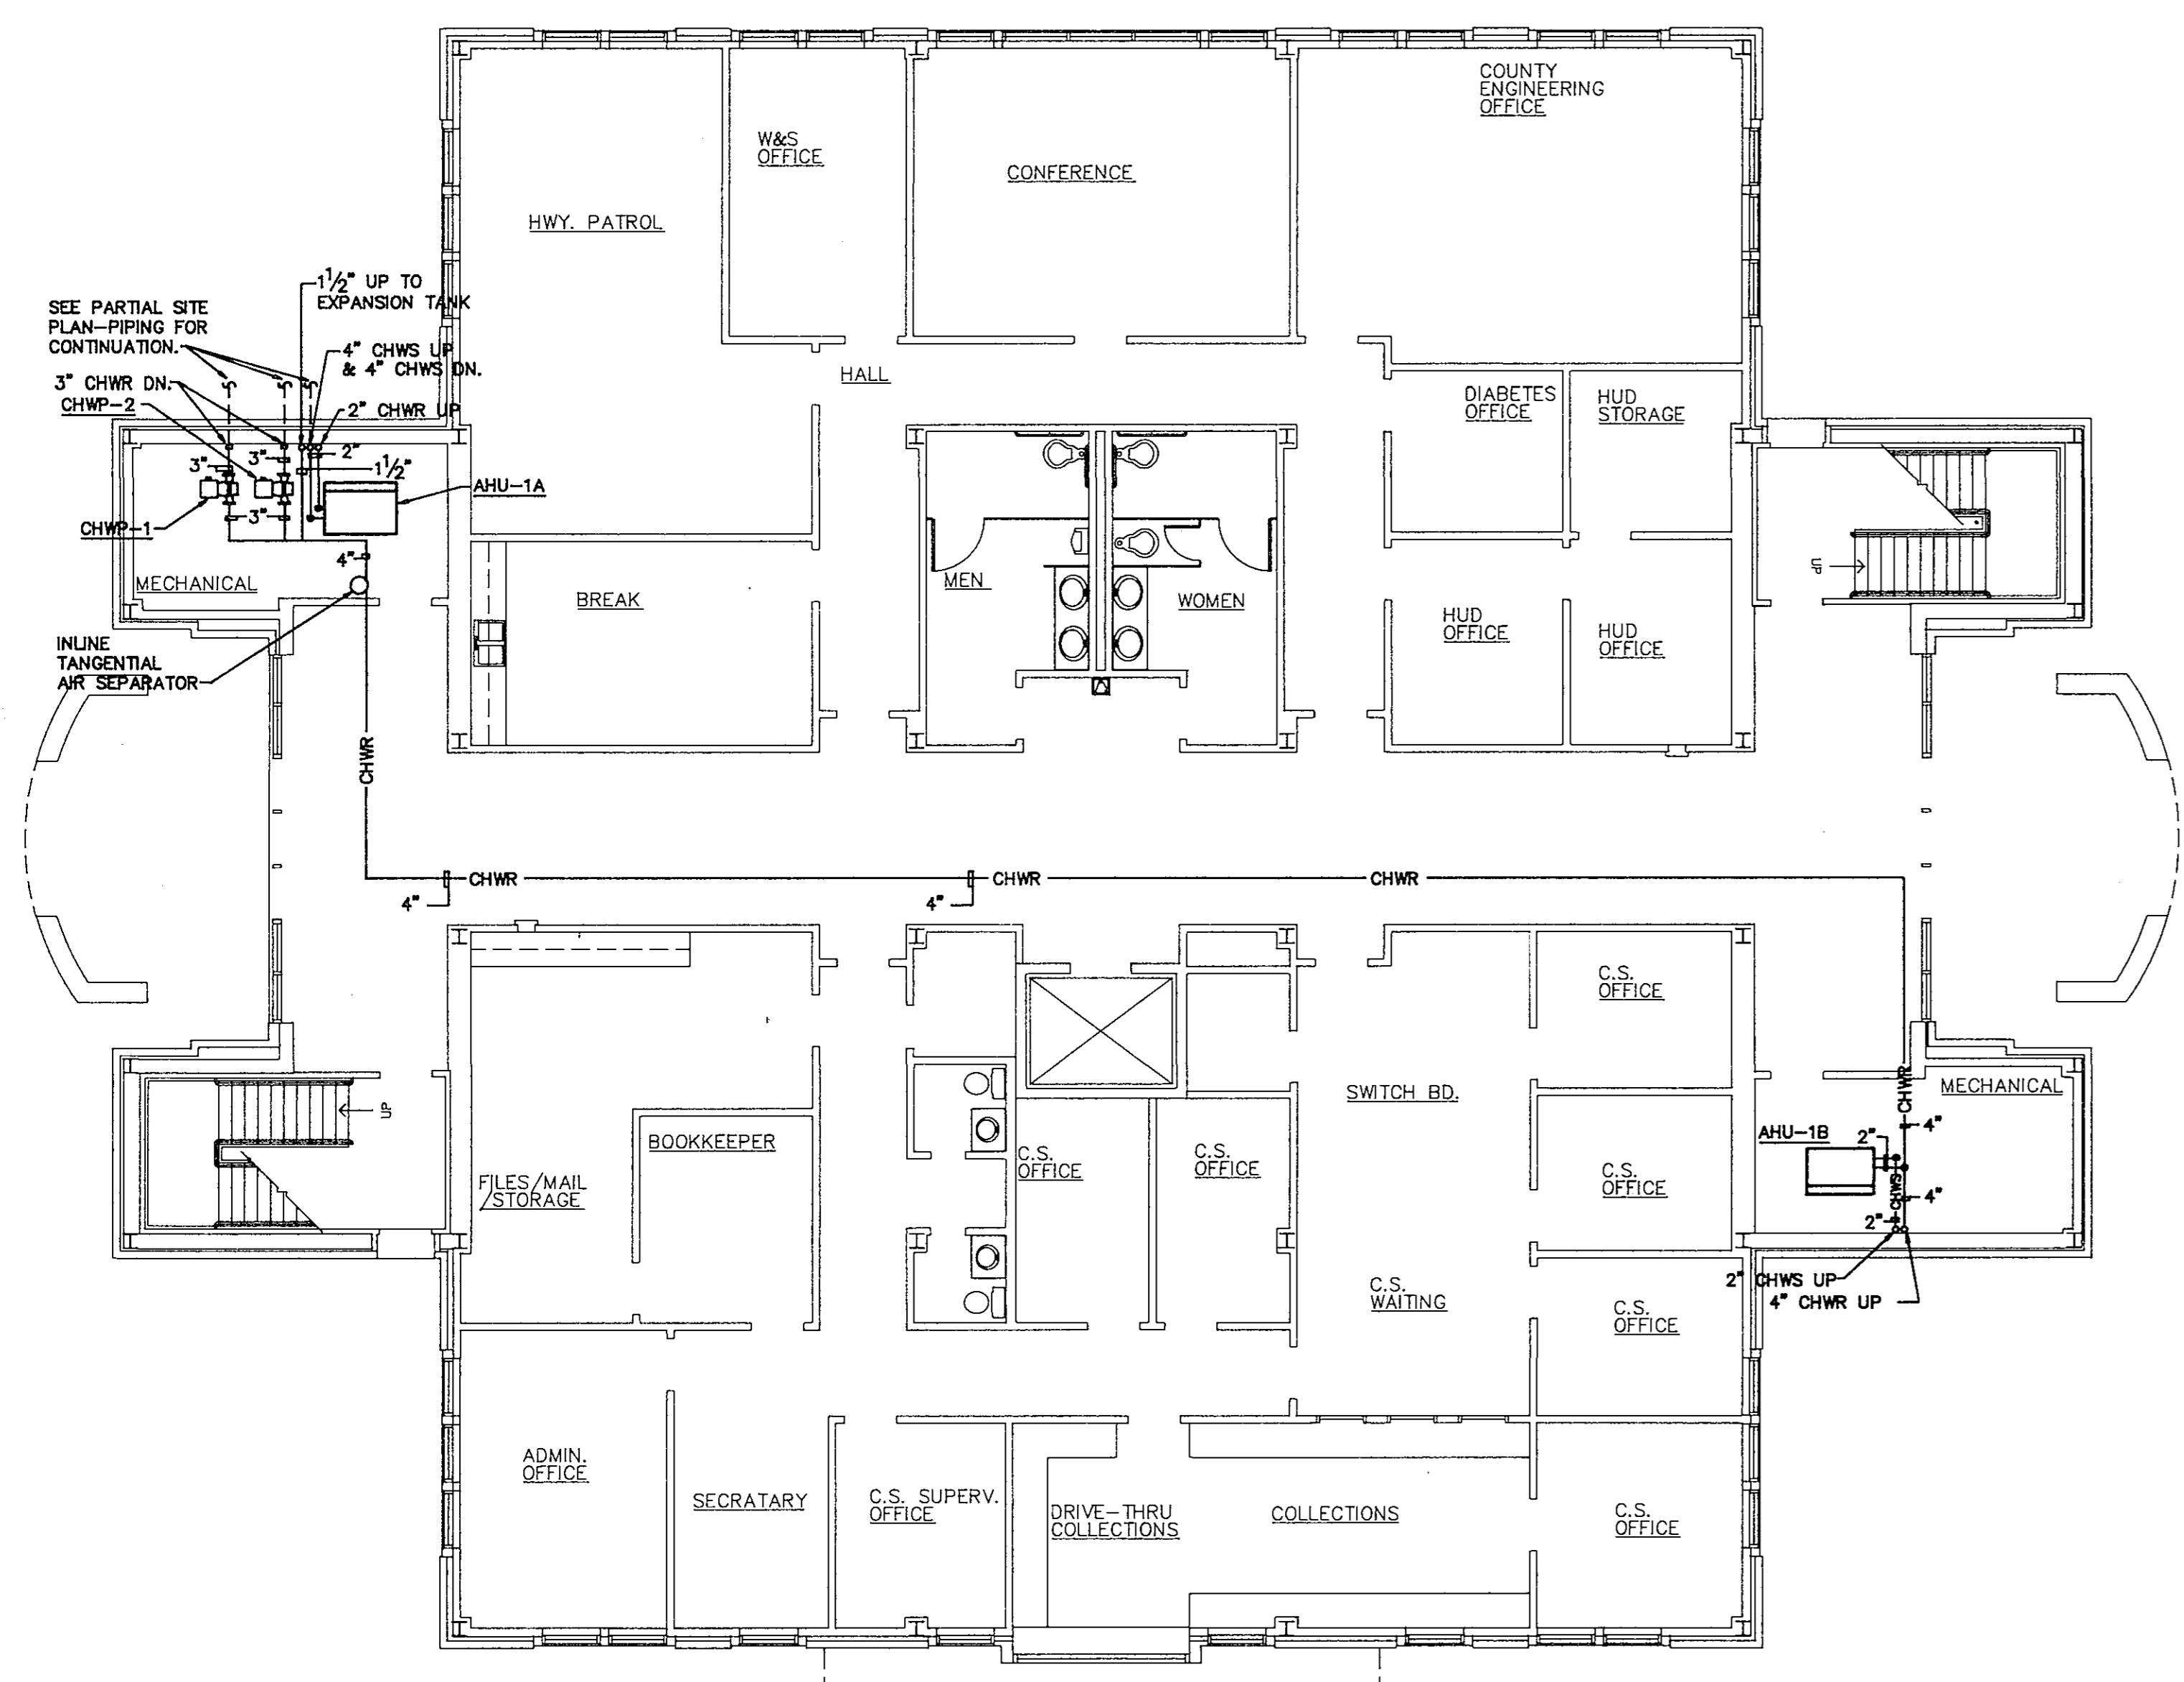 COUNTY
ENGINEERING
OFFICE
W&S
OFFICE
CONFERENCE
HWY. PATROL
1 1/2" UP TO
EXPANSION TANK
SEE PARTIAL SITE
PLAN-PIPING FOR
CONTINUATION.
4" CHWS UP
& 4" CHWS DN.
3" CHWR DN.
CHWP-2
2" CHWR UP
HALL
DIABETES
OFFICE
HUD
STORAGE
3"
3"
2"
1 1/2"
AHU-1A
CHWP-1
3"
4"
MECHANICAL
BREAK
MEN
WOMEN
HUD
OFFICE
HUD
OFFICE
UP
INLINE
TANGENTIAL
AIR SEPARATOR
CHWR
CHWR
CHWR
CHWR
4"
4"
C.S.
OFFICE
SWITCH BD.
CHWR
MECHANICAL
UP
BOOKKEEPER
AHU-1B
2"
4"
C.S.
OFFICE
C.S.
OFFICE
C.S.
OFFICE
FILES/MAIL
/STORAGE
CHWS
4"
2"
2" CHWS UP
4" CHWR UP
C.S.
WAITING
C.S.
OFFICE
ADMIN.
OFFICE
SECRATARY
C.S. SUPERV.
OFFICE
DRIVE-THRU
COLLECTIONS
COLLECTIONS
C.S.
OFFICE